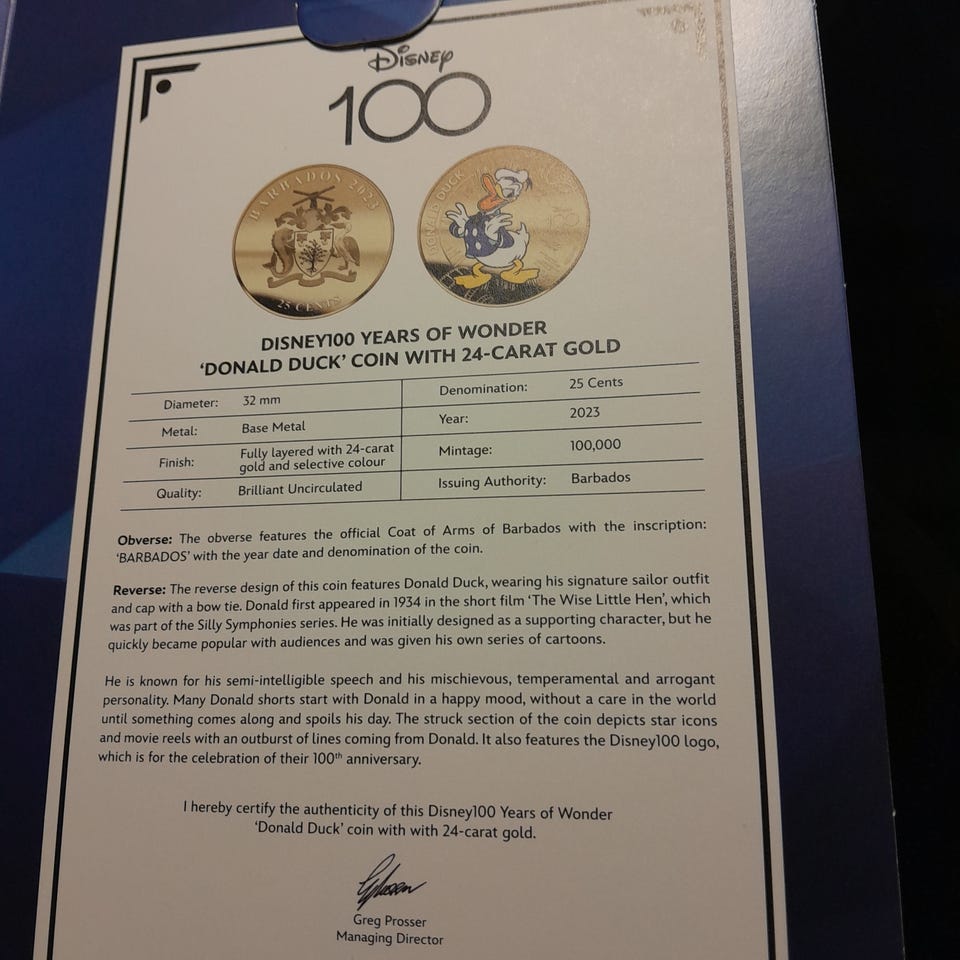 Disney
100
BARBADOS 2023
25 CENTS
DONALD DUCK
DISNEY100 YEARS OF WONDER
‘DONALD DUCK’ COIN WITH 24-CARAT GOLD
Diameter: 32 mm
Metal: Base Metal
Finish: Fully layered with 24-carat
gold and selective colour
Quality: Brilliant Uncirculated
Denomination: 25 Cents
Year: 2023
Mintage: 100,000
Issuing Authority: Barbados
Obverse: The obverse features the official Coat of Arms of Barbados with the inscription:
‘BARBADOS’ with the year date and denomination of the coin.
Reverse: The reverse design of this coin features Donald Duck, wearing his signature sailor outfit
and cap with a bow tie. Donald first appeared in 1934 in the short film ‘The Wise Little Hen’, which
was part of the Silly Symphonies series. He was initially designed as a supporting character, but he
quickly became popular with audiences and was given his own series of cartoons.
He is known for his semi-intelligible speech and his mischievous, temperamental and arrogant
personality. Many Donald shorts start with Donald in a happy mood, without a care in the world
until something comes along and spoils his day. The struck section of the coin depicts star icons
and movie reels with an outburst of lines coming from Donald. It also features the Disney100 logo,
which is for the celebration of their 100th anniversary.
I hereby certify the authenticity of this Disney100 Years of Wonder
‘Donald Duck’ coin with with 24-carat gold.
Greg Prosser
Managing Director